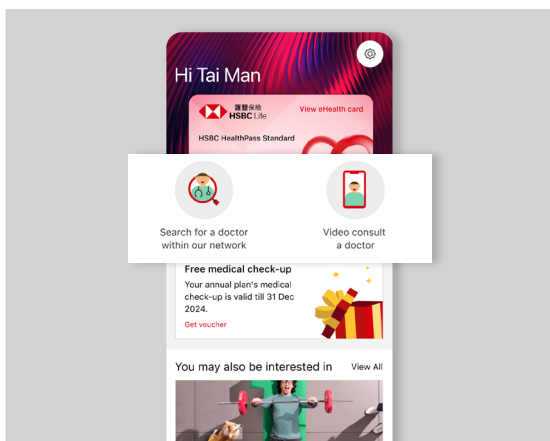 Hi Tai Man
滙豐保險
HSBC Life
View eHealth card
HSBC HealthPass Standard
Search for a doctor
within our network
Video consult
a doctor
Free medical check-up
Your annual plan's medical
check-up is valid till 31 Dec
2024.
Get voucher
You may also be interested in
View All